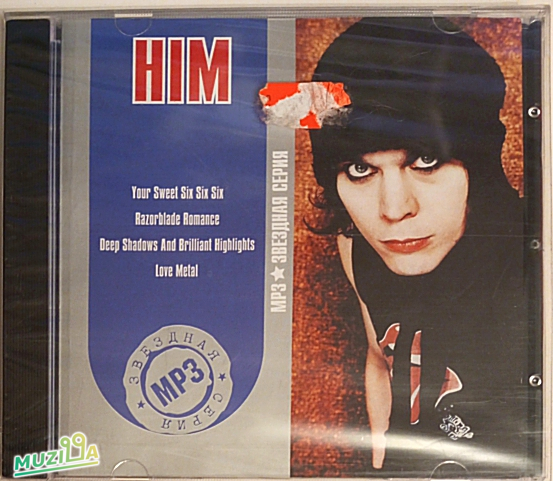 HIM
Your Sweet Six Six Six
Razorblade Romance
Deep Shadows And Brilliant Highlights
Love Metal
MP3 ★ ЗВЕЗДНАЯ СЕРИЯ
ЗВЕЗДНАЯ
MP3
СЕРИЯ
MUZILLA